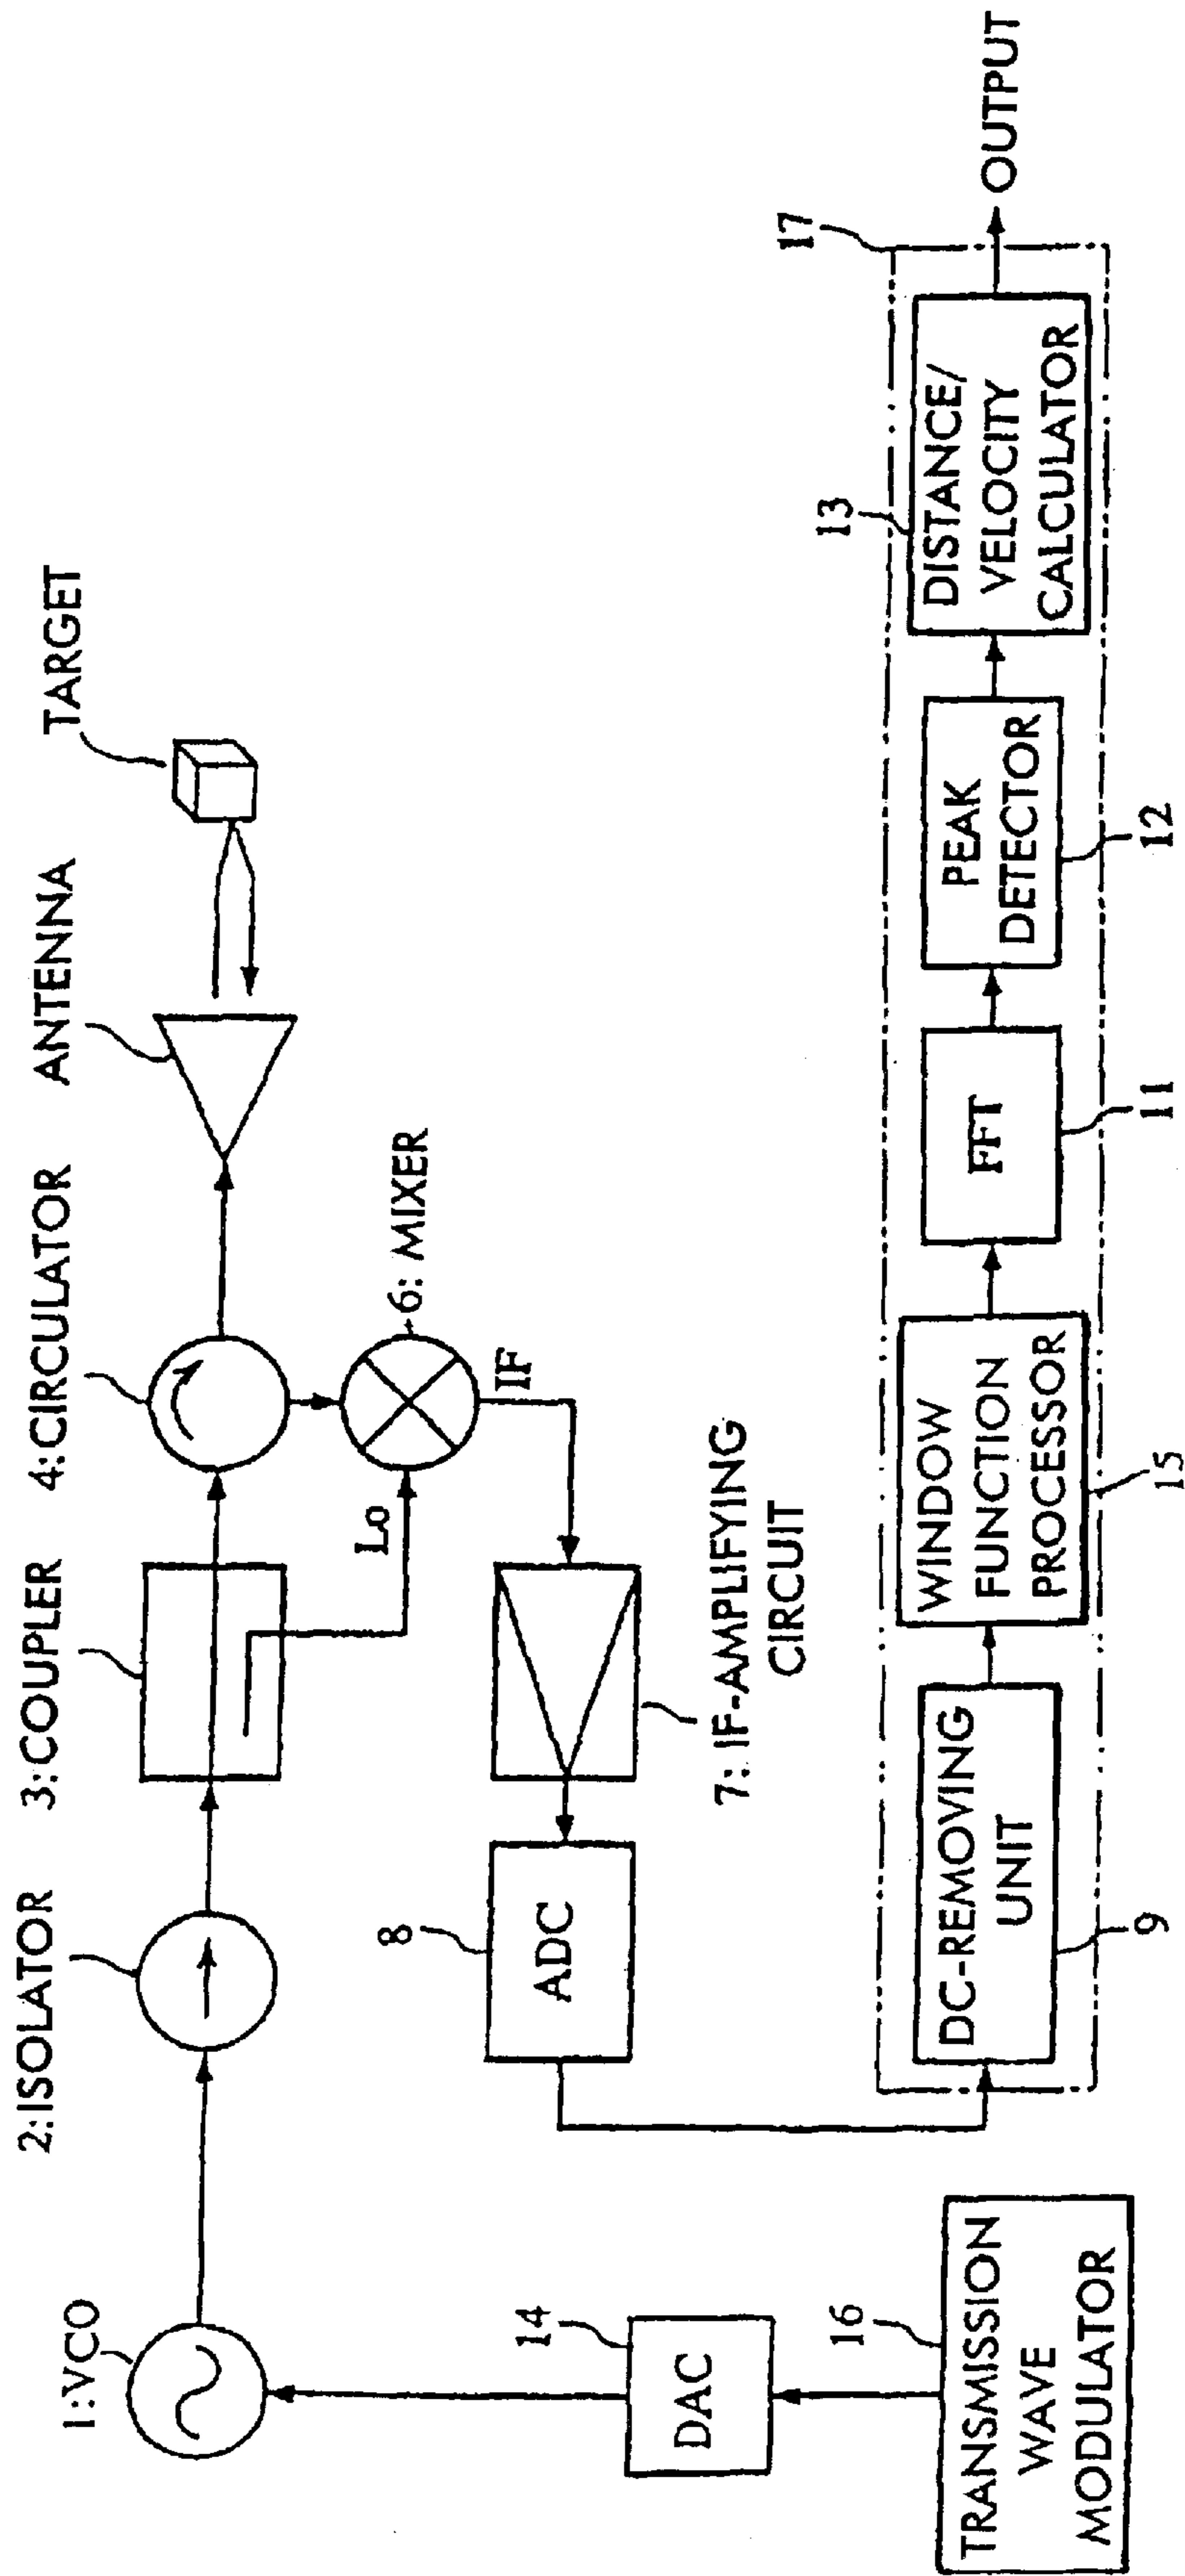 1:VCO
2:ISOLATOR
3:COUPLER
4:CIRCULATOR
ANTENNA
TARGET
Lo
6: MIXER
IF
8
ADC
7: IF-AMPLIFYING
CIRCUIT
14
DAC
16
TRANSMISSION
WAVE
MODULATOR
DC-REMOVING
UNIT
9
WINDOW
FUNCTION
PROCESSOR
15
FFT
11
PEAK
DETECTOR
12
13
DISTANCE/
VELOCITY
CALCULATOR
17
OUTPUT